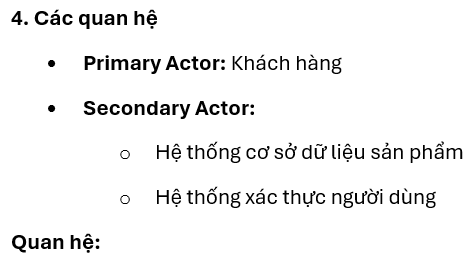 4. Các quan hệ
• Primary Actor: Khách hàng
• Secondary Actor:
o Hệ thống cơ sở dữ liệu sản phẩm
o Hệ thống xác thực người dùng
Quan hệ: